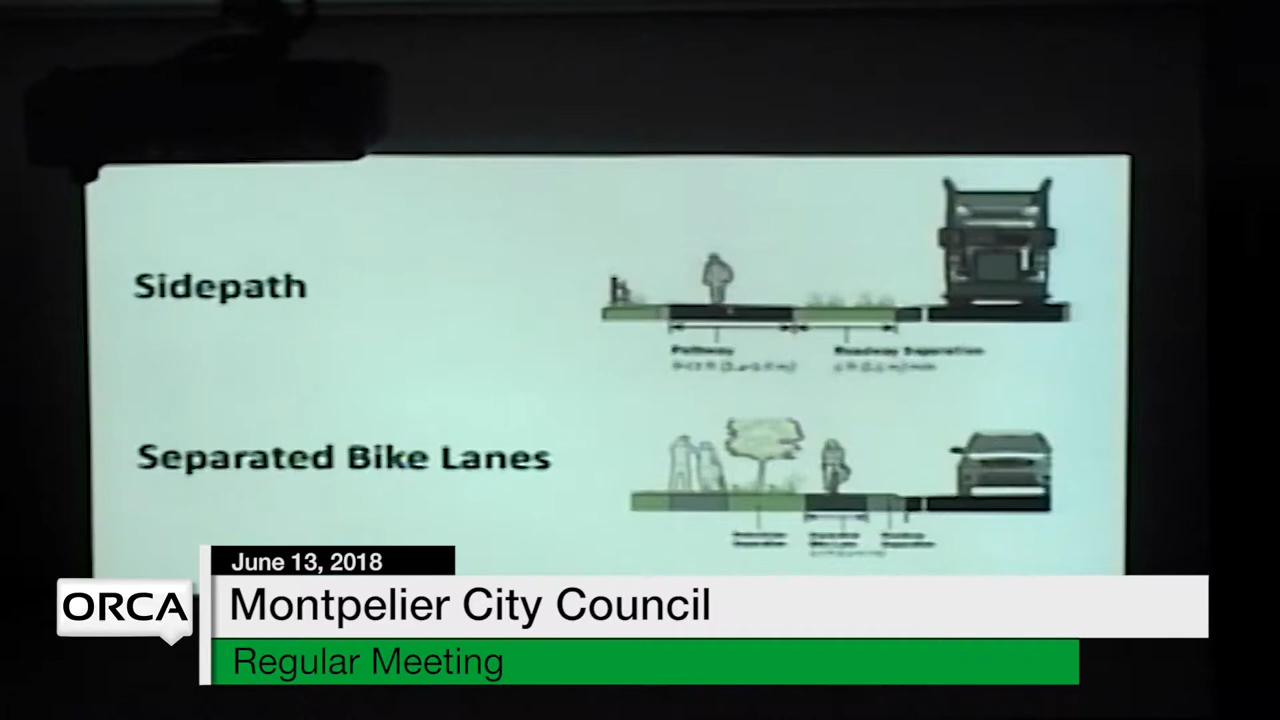 Sidepath
Pathway
Roadway Separation
Separated Bike Lanes
June 13, 2018
ORCA
Montpelier City Council
Regular Meeting